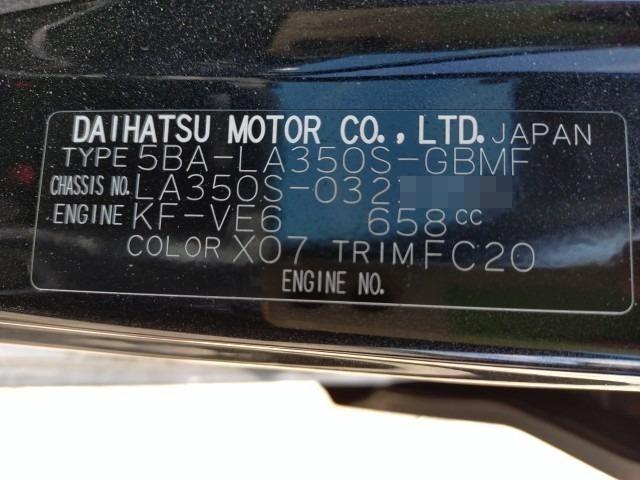 DAIHATSU MOTOR CO., LTD. JAPAN
TYPE 5BA-LA350S-GBMF
CHASSIS NO. LA350S-032
ENGINE KF-VE6 658cc
COLOR X07 TRIM FC20
ENGINE NO.